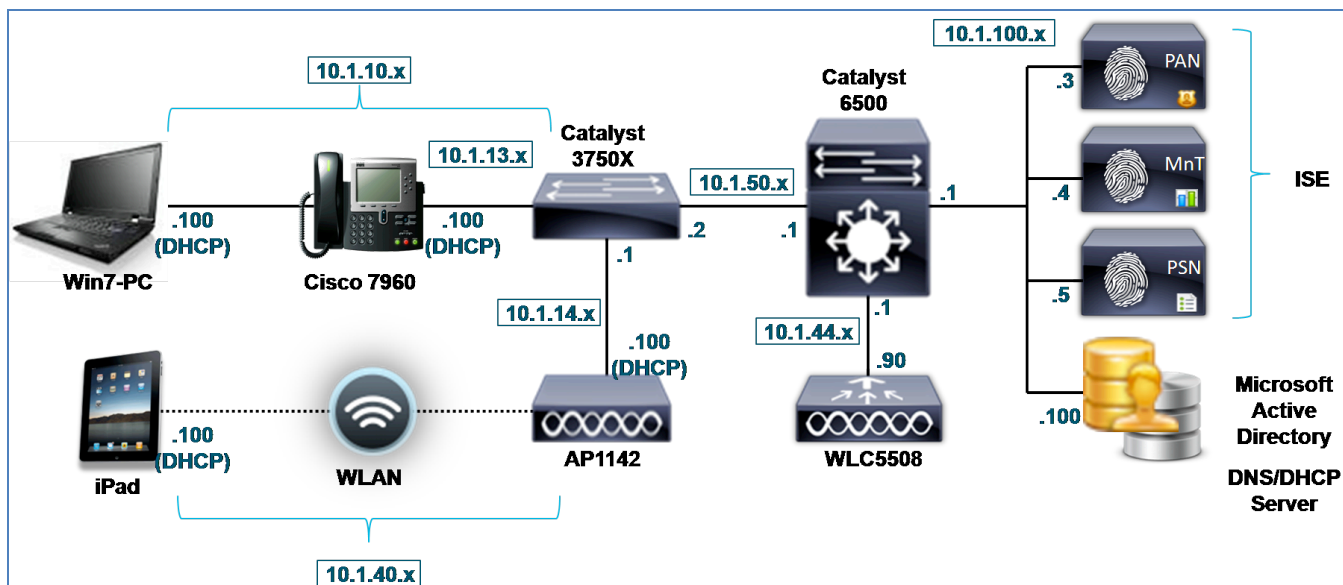 10.1.100.x
10.1.10.x
Catalyst
6500
PAN
.3
Catalyst
3750X
10.1.13.x
10.1.50.x
MnT
ISE
.1
.4
.100
(DHCP)
.100
(DHCP)
.2
.1
.1
Win7-PC
Cisco 7960
PSN
.5
10.1.14.x
.1
10.1.44.x
.100
(DHCP)
.90
Microsoft
Active
Directory
.100
.100
(DHCP)
AP1142
WLC5508
iPad
WLAN
DNS/DHCP
Server
10.1.40.x